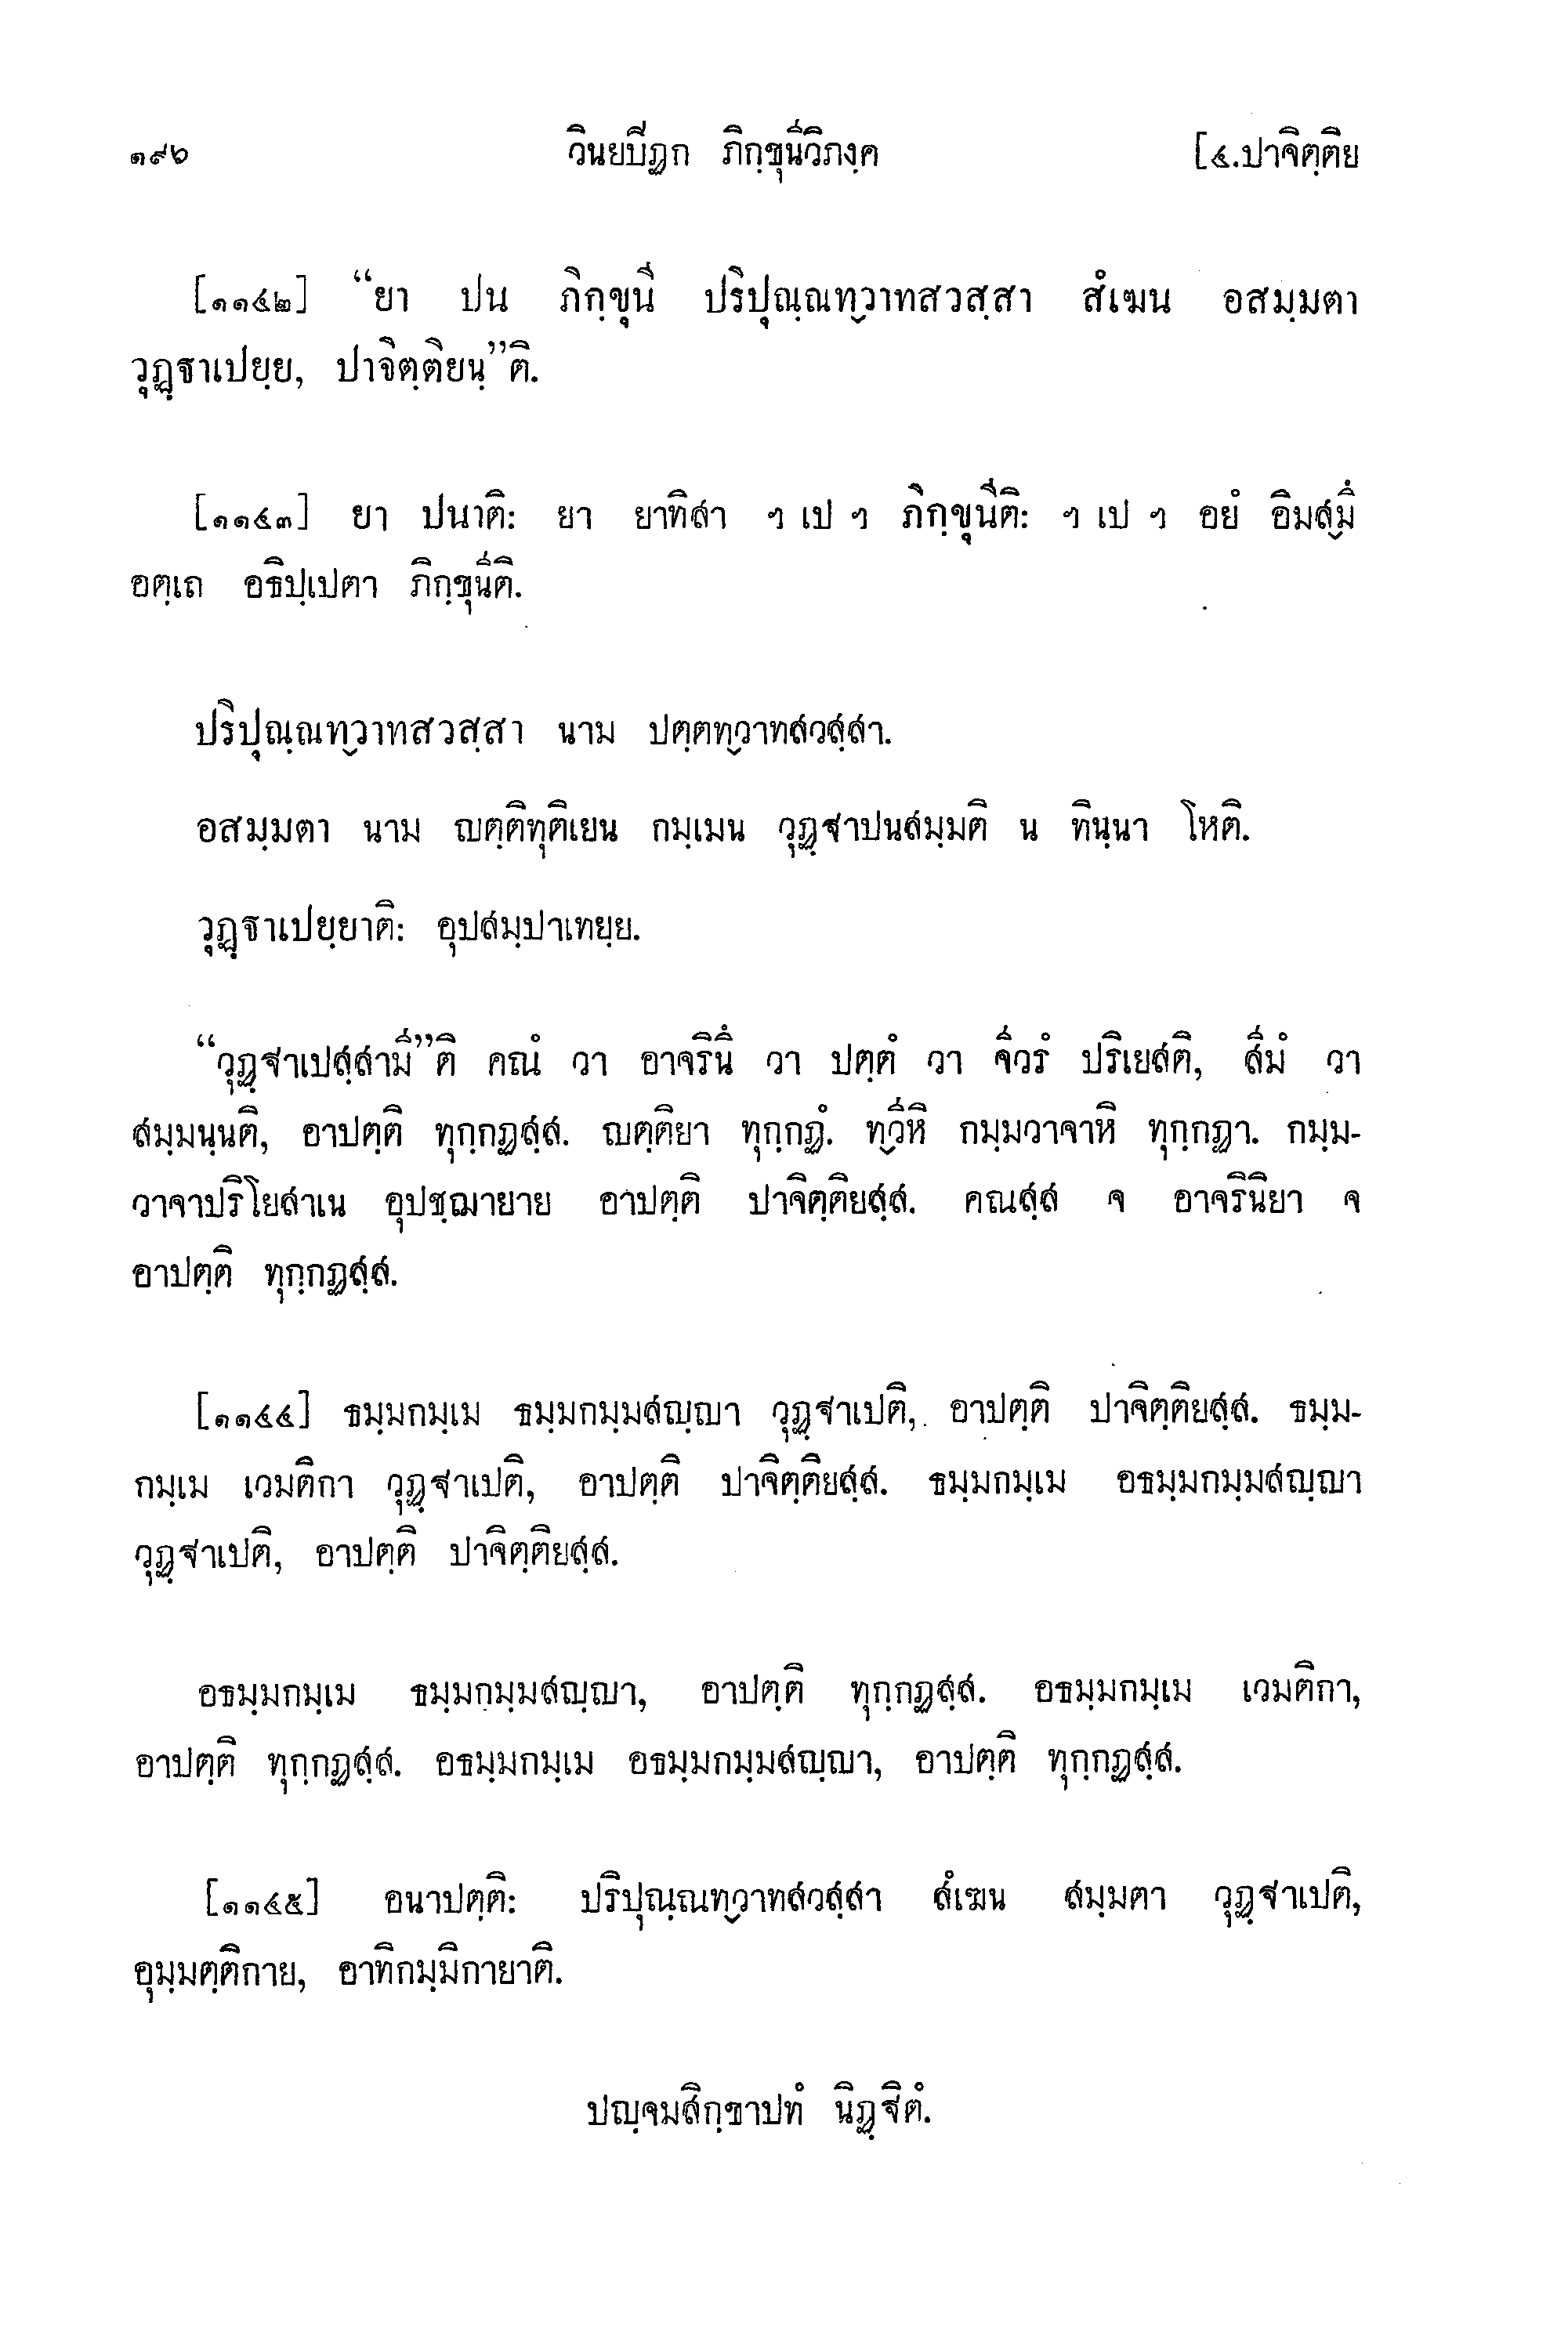 ๑๙๖ วินยบีฏก ภิกฺขุนีวิภงฺค [๔.ปาจิตฺติย
[๑๑๔๒] “ยา ปน ภิกฺขุนี ปริปุณฺณทฺวาทสวสฺสา สํเฆน อสมฺมตา
วุฏฺฐาเปยฺย, ปาจิตฺติยนฺ”ติ.
[๑๑๔๓] ยา ปนาติ: ยา ยาทิสา ฯ เป ฯ ภิกฺขุนีติ: ฯ เป ฯ อยํ อิมสฺมึ
อตฺเถ อธิปฺเปตา ภิกฺขุนีติ.
ปริปุณฺณทฺวาทสวสฺสา นาม ปตฺตทฺวาทสวสฺสา.
อสมฺมตา นาม ญตฺติทุติเยน กมฺเมน วุฏฺฐาปนสมฺมติ น ทินฺนา โหติ.
วุฏฺฐาเปยฺยาติ: อุปสมฺปาเทยฺย.
“วุฏฺฐาเปสฺสามี”ติ คณํ วา อาจรินึ วา ปตฺตํ วา จีวรํ ปริเยสติ, สีมํ วา
สมฺมนฺนติ, อาปตฺติ ทุกฺกฏสฺส. ญตฺติยา ทุกฺกฏํ. ทฺวีหิ กมฺมวาจาหิ ทุกฺกฏา. กมฺม-
วาจาปริโยสาเน อุปชฺฌายาย อาปตฺติ ปาจิตฺติยสฺส. คณสฺส จ อาจรินิยา จ
อาปตฺติ ทุกฺกฏสฺส.
[๑๑๔๔] ธมฺมกมฺเม ธมฺมกมฺมสญฺญา วุฏฺฐาเปติ, อาปตฺติ ปาจิตฺติยสฺส. ธมฺม-
กมฺเม เวมติกา วุฏฺฐาเปติ, อาปตฺติ ปาจิตฺติยสฺส. ธมฺมกมฺเม อธมฺมกมฺมสญฺญา
วุฏฺฐาเปติ, อาปตฺติ ปาจิตฺติยสฺส.
อธมฺมกมฺเม ธมฺมกมฺมสญฺญา, อาปตฺติ ทุกฺกฏสฺส. อธมฺมกมฺเม เวมติกา,
อาปตฺติ ทุกฺกฏสฺส. อธมฺมกมฺเม อธมฺมกมฺมสญฺญา, อาปตฺติ ทุกฺกฏสฺส.
[๑๑๔๕] อนาปตฺติ: ปริปุณฺณทฺวาทสวสฺสา สํเฆน สมฺมตา วุฏฺฐาเปติ,
อุมฺมตฺติกาย, อาทิกมฺมิกายาติ.
ปญฺจมสิกฺขาปทํ นิฏฺฐิตํ.